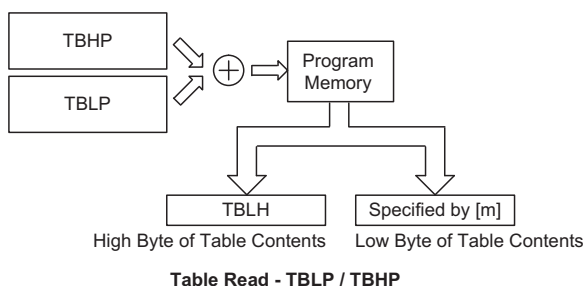 TBHP
TBLP
Program
Memory
TBLH
Specified by [m]
High Byte of Table Contents
Low Byte of Table Contents
Table Read - TBLP / TBHP